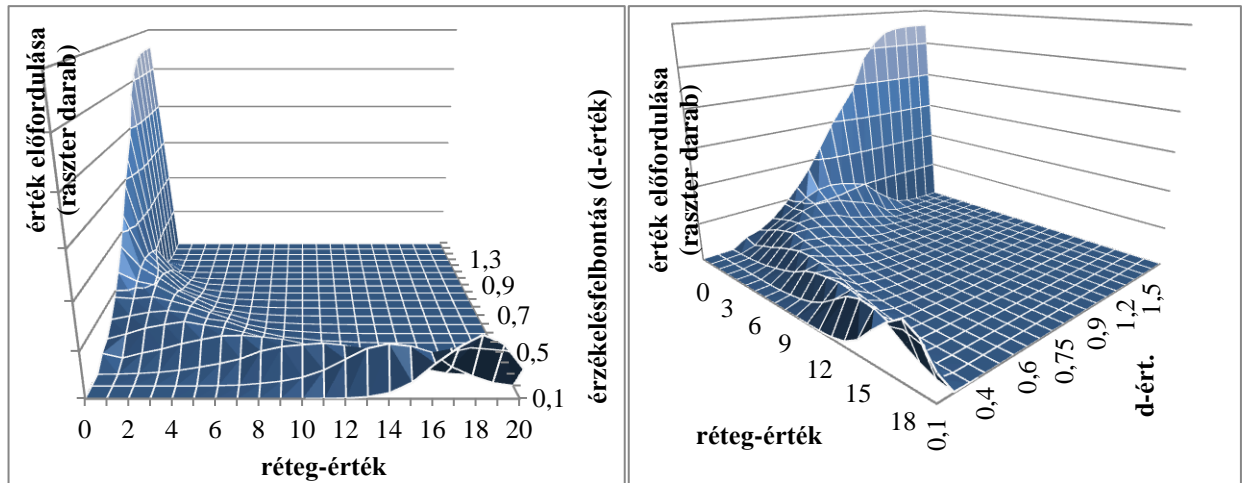 érték előfordulása
(raszter darab)
0 2 4 6 8 10 12 14 16 18 20
réteg-érték
0,1
0,5
0,7
0,9
1,3
érzékelésfelbontás (d-érték)
érték előfordulása
(raszter darab)
0
3
6
9
12
15
18
réteg-érték
0,1
0,4
0,6
0,75
0,9
1,2
1,5
d-ért.